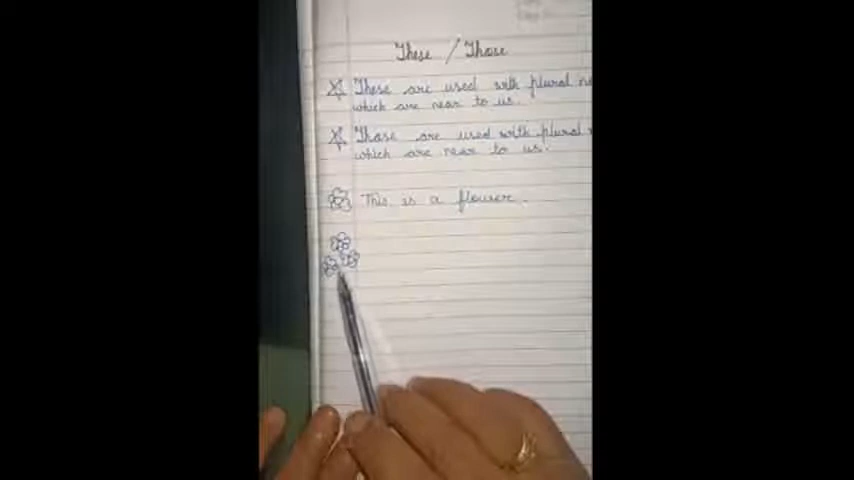 These / Those
These are used with plural
which are near to us.
Those are used with plural
which are near to us.
This is a flower.